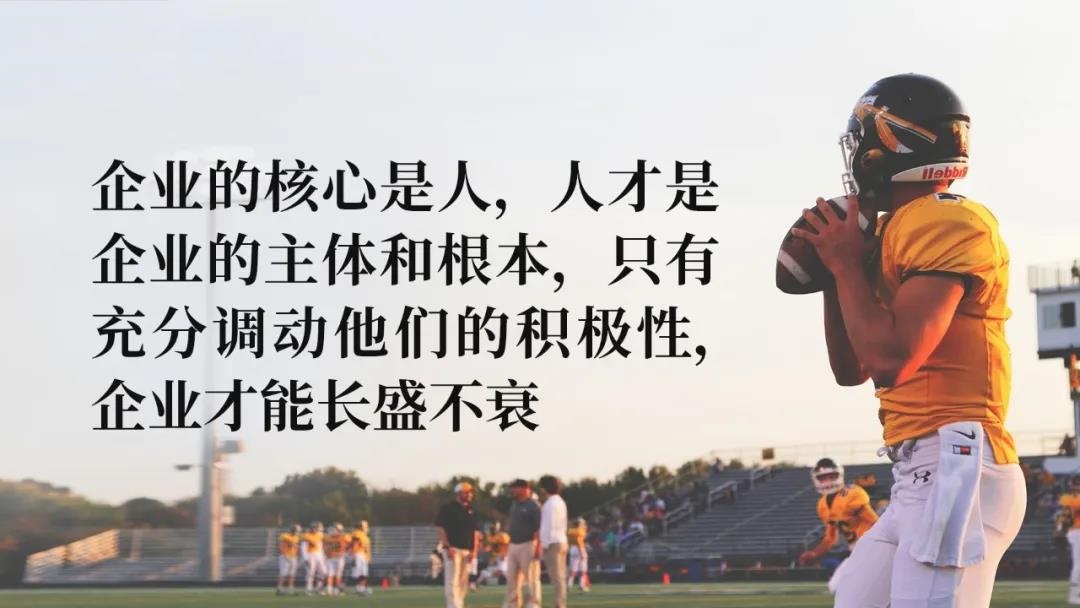 企业的核心是人，人才是
企业的主体和根本，只有
充分调动他们的积极性，
企业才能长盛不衰
Riddell